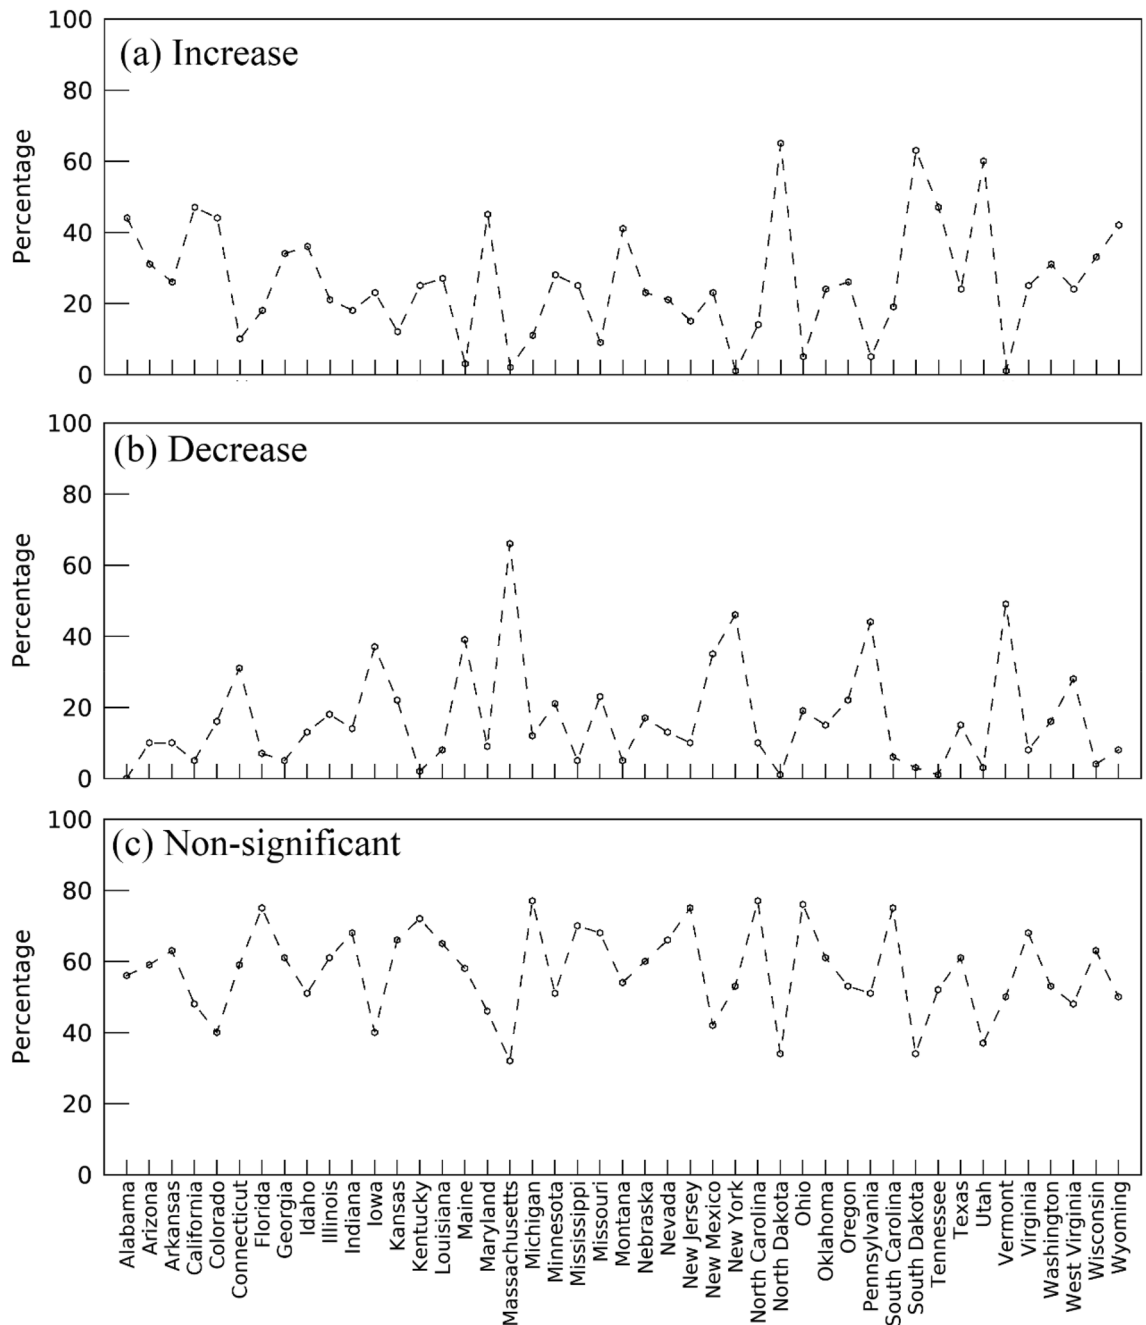 (a) Increase
Percentage
100
80
60
40
20
0
(b) Decrease
Percentage
100
80
60
40
20
0
(c) Non-significant
Percentage
100
80
60
40
20
0
Alabama
Arizona
Arkansas
California
Colorado
Connecticut
Florida
Georgia
Idaho
Illinois
Indiana
Iowa
Kansas
Kentucky
Louisiana
Maine
Maryland
Massachusetts
Michigan
Minnesota
Mississippi
Missouri
Montana
Nebraska
Nevada
New Jersey
New Mexico
New York
North Carolina
North Dakota
Ohio
Oklahoma
Oregon
Pennsylvania
South Carolina
South Dakota
Tennessee
Texas
Utah
Vermont
Virginia
Washington
West Virginia
Wisconsin
Wyoming